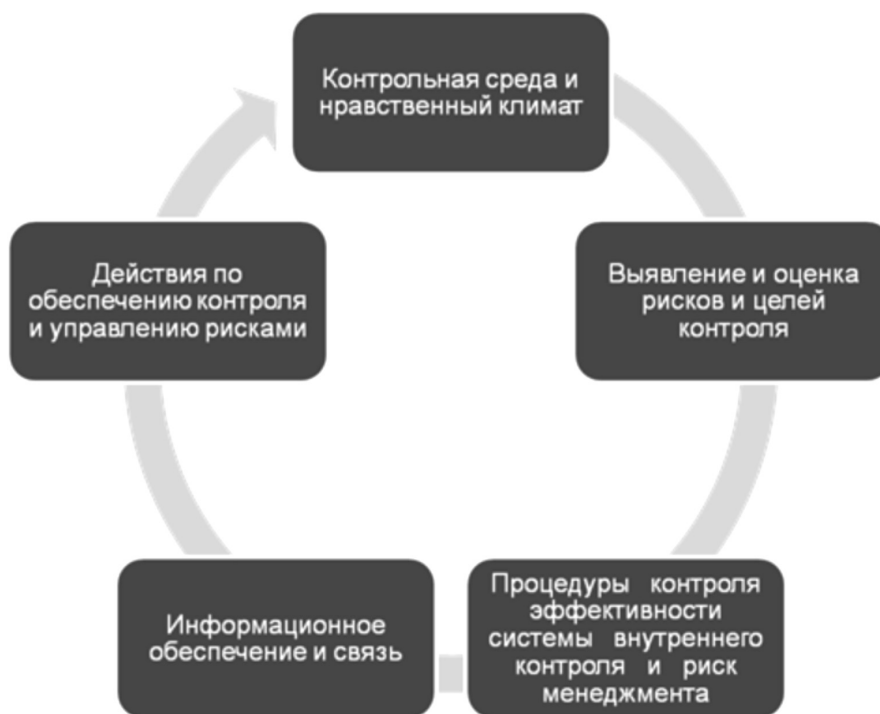 Контрольная среда и
нравственный климат
Выявление и оценка
рисков и целей
контроля
Процедуры контроля
эффективности
системы внутреннего
контроля и риск
менеджмента
Информационное
обеспечение и связь
Действия по
обеспечению контроля
и управлению рисками